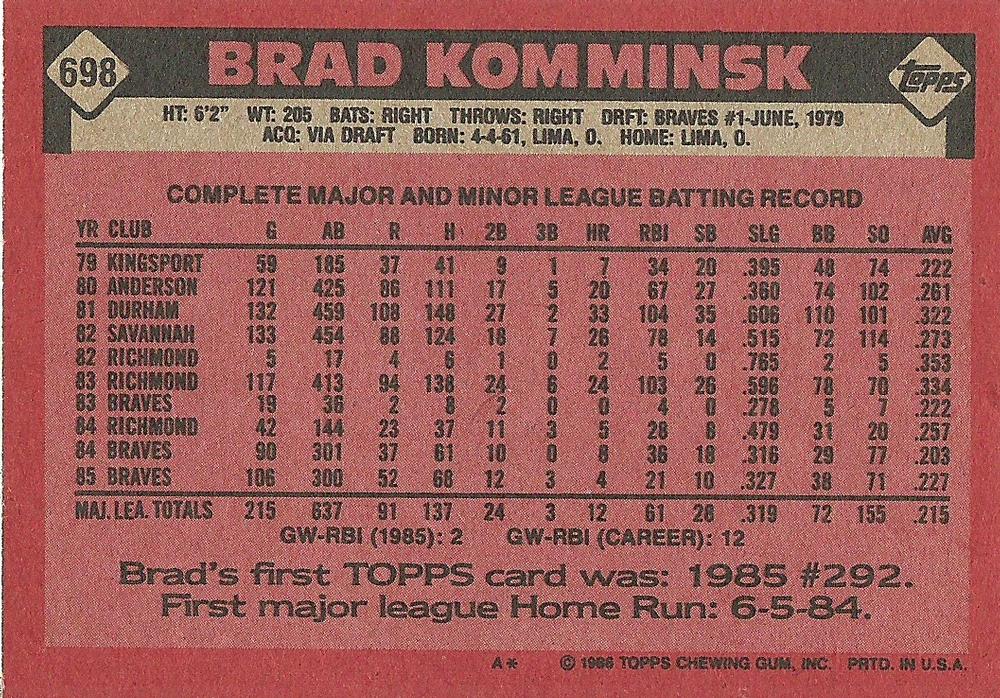 698 BRAD KOMMINSK TOPPS
HT: 6'2" WT: 205 BATS: RIGHT THROWS: RIGHT DRFT: BRAVES #1-JUNE, 1979
ACQ: VIA DRAFT BORN: 4-4-61, LIMA, O. HOME: LIMA, O.
COMPLETE MAJOR AND MINOR LEAGUE BATTING RECORD
YR CLUB G AB R H 2B 3B HR RBI SB SLG BB SO AVG
79 KINGSPORT 59 185 37 41 9 1 7 34 20 .395 48 74 .222
80 ANDERSON 121 425 86 111 17 5 20 67 27 .360 74 102 .261
81 DURHAM 132 459 108 148 27 2 33 104 35 .606 110 101 .322
82 SAVANNAH 133 454 88 124 18 7 26 78 14 .515 72 114 .273
82 RICHMOND 5 17 4 6 1 0 2 5 0 .765 2 5 .353
83 RICHMOND 117 413 94 138 24 6 24 103 26 .596 78 70 .334
83 BRAVES 19 36 2 8 2 0 0 4 0 .278 5 7 .222
84 RICHMOND 42 144 23 37 11 3 5 28 8 .479 31 20 .257
84 BRAVES 90 301 37 61 10 0 8 36 18 .316 29 77 .203
85 BRAVES 106 300 52 68 12 3 4 21 10 .327 38 71 .227
MAJ. LEA. TOTALS 215 637 91 137 24 3 12 61 28 .319 72 155 .215
GW-RBI (1985): 2 GW-RBI (CAREER): 12
Brad's first TOPPS card was: 1985 #292.
First major league Home Run: 6-5-84.
A* © 1986 TOPPS CHEWING GUM, INC. PRTD. IN U.S.A.